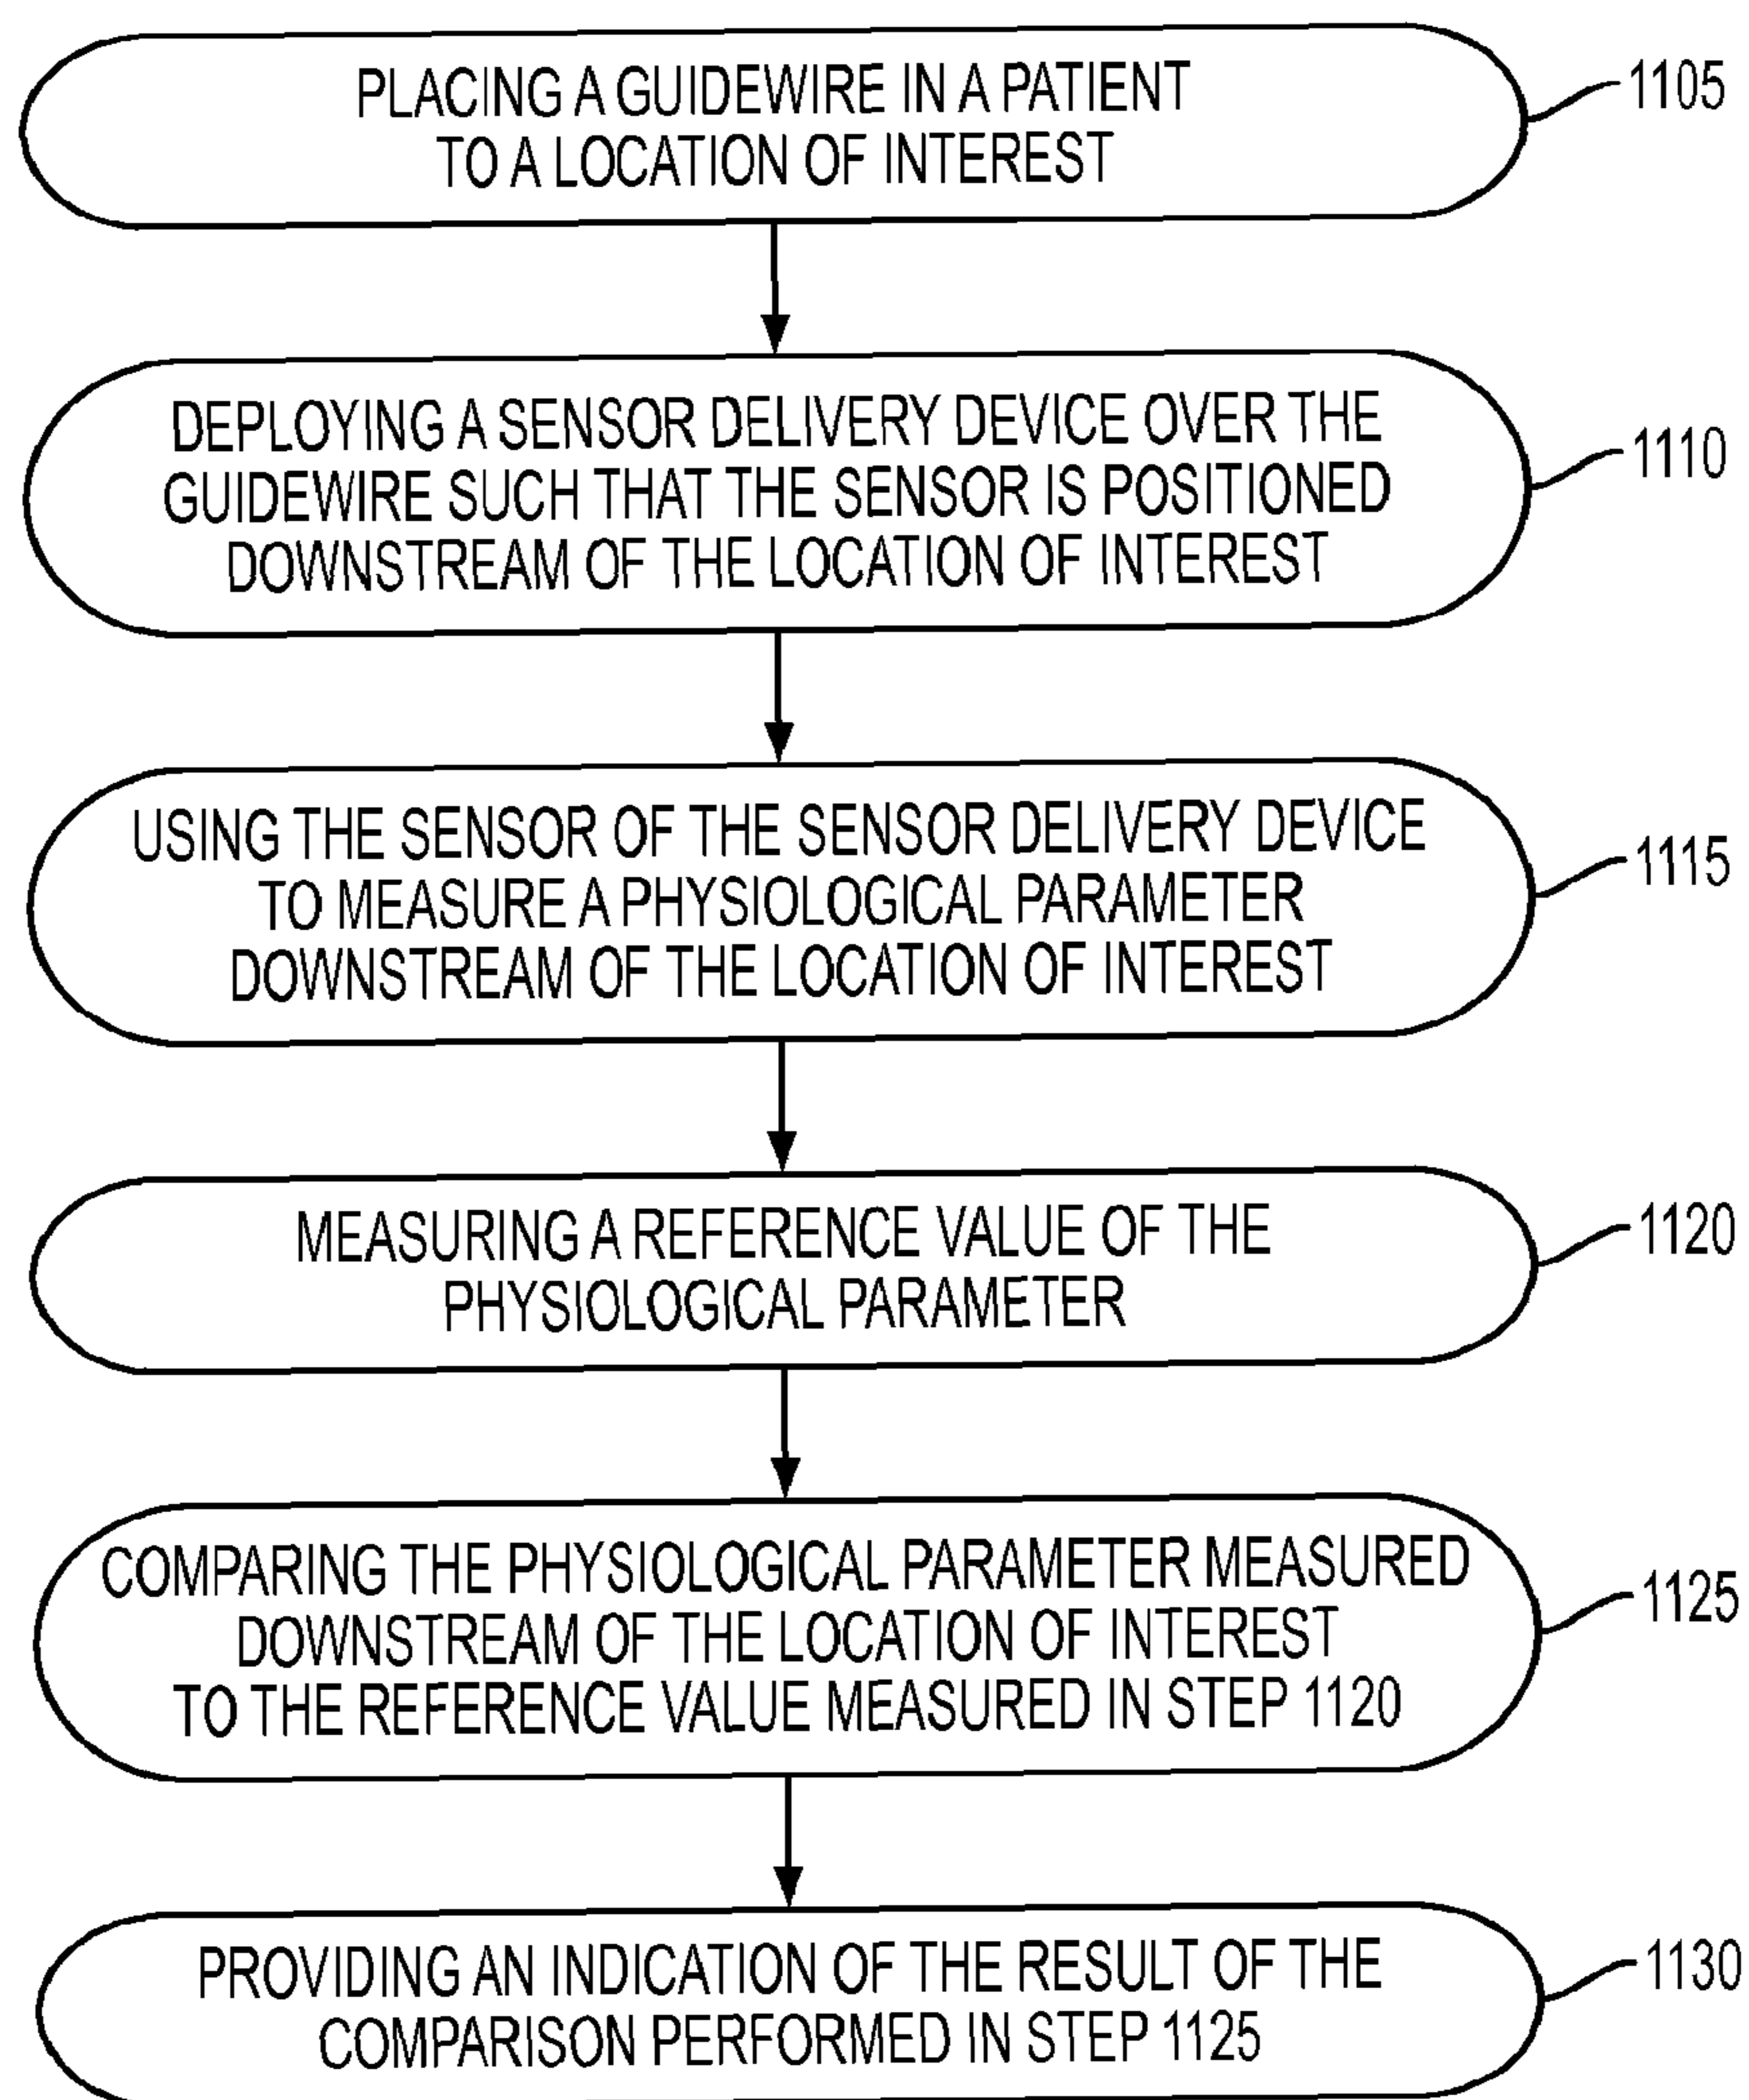 PLACING A GUIDEWIRE IN A PATIENT
TO A LOCATION OF INTEREST
1105
DEPLOYING A SENSOR DELIVERY DEVICE OVER THE
GUIDEWIRE SUCH THAT THE SENSOR IS POSITIONED
DOWNSTREAM OF THE LOCATION OF INTEREST
1110
USING THE SENSOR OF THE SENSOR DELIVERY DEVICE
TO MEASURE A PHYSIOLOGICAL PARAMETER
DOWNSTREAM OF THE LOCATION OF INTEREST
1115
MEASURING A REFERENCE VALUE OF THE
PHYSIOLOGICAL PARAMETER
1120
COMPARING THE PHYSIOLOGICAL PARAMETER MEASURED
DOWNSTREAM OF THE LOCATION OF INTEREST
TO THE REFERENCE VALUE MEASURED IN STEP 1120
1125
PROVIDING AN INDICATION OF THE RESULT OF THE
COMPARISON PERFORMED IN STEP 1125
1130